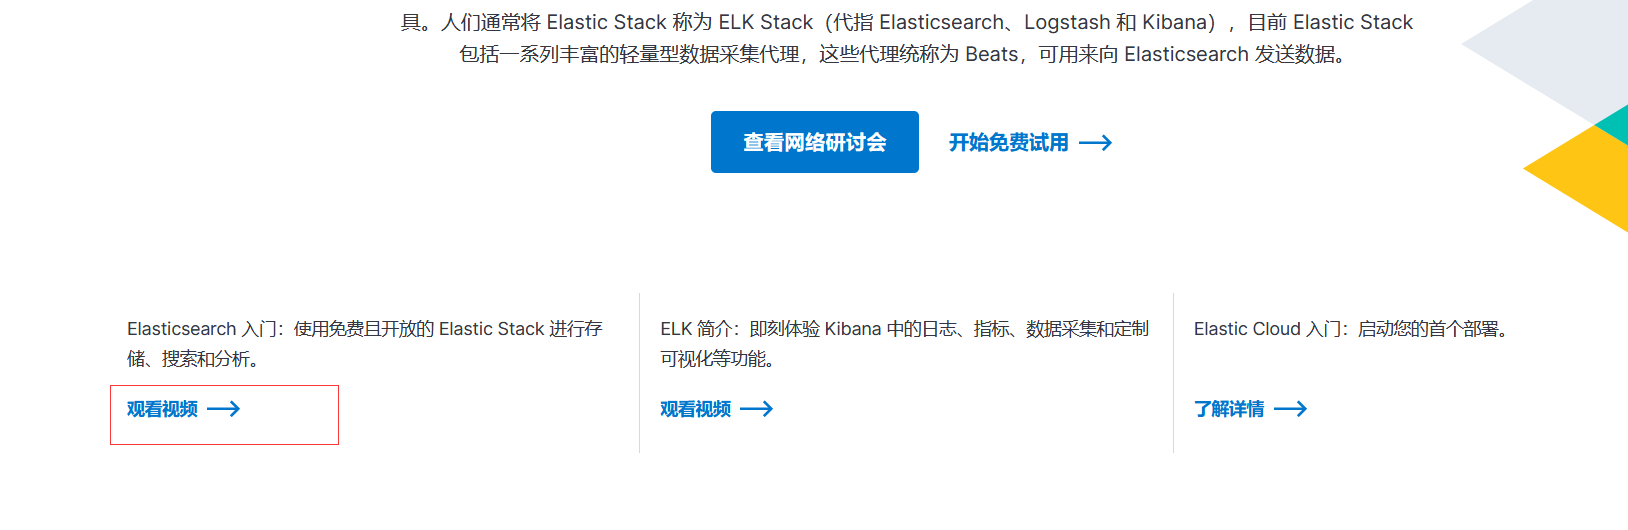 具。人们通常将 Elastic Stack 称为 ELK Stack（代指 Elasticsearch、Logstash 和 Kibana），目前 Elastic Stack
包括一系列丰富的轻量型数据采集代理，这些代理统称为 Beats，可用来向 Elasticsearch 发送数据。
查看网络研讨会
开始免费试用
Elasticsearch 入门：使用免费且开放的 Elastic Stack 进行存
储、搜索和分析。
观看视频
ELK 简介：即刻体验 Kibana 中的日志、指标、数据采集和定制
可视化等功能。
观看视频
Elastic Cloud 入门：启动您的首个部署。
了解详情